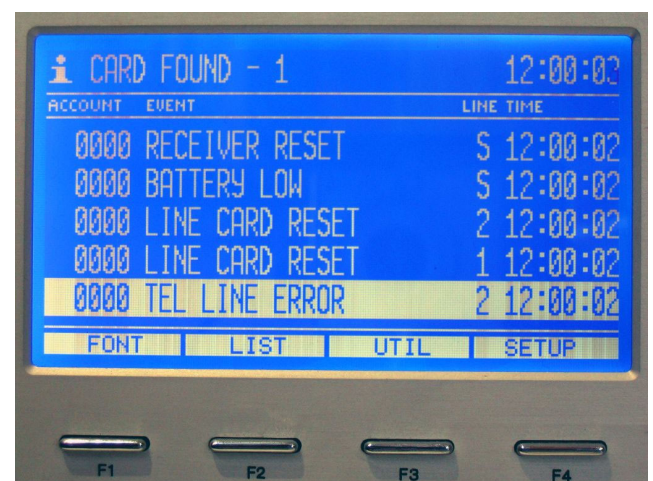 i CARD FOUND - 1 12:00:03
ACCOUNT EVENT LINE TIME
0000 RECEIVER RESET S 12:00:02
0000 BATTERY LOW S 12:00:02
0000 LINE CARD RESET 2 12:00:02
0000 LINE CARD RESET 1 12:00:02
0000 TEL LINE ERROR 2 12:00:02
FONT LIST UTIL SETUP
F1 F2 F3 F4